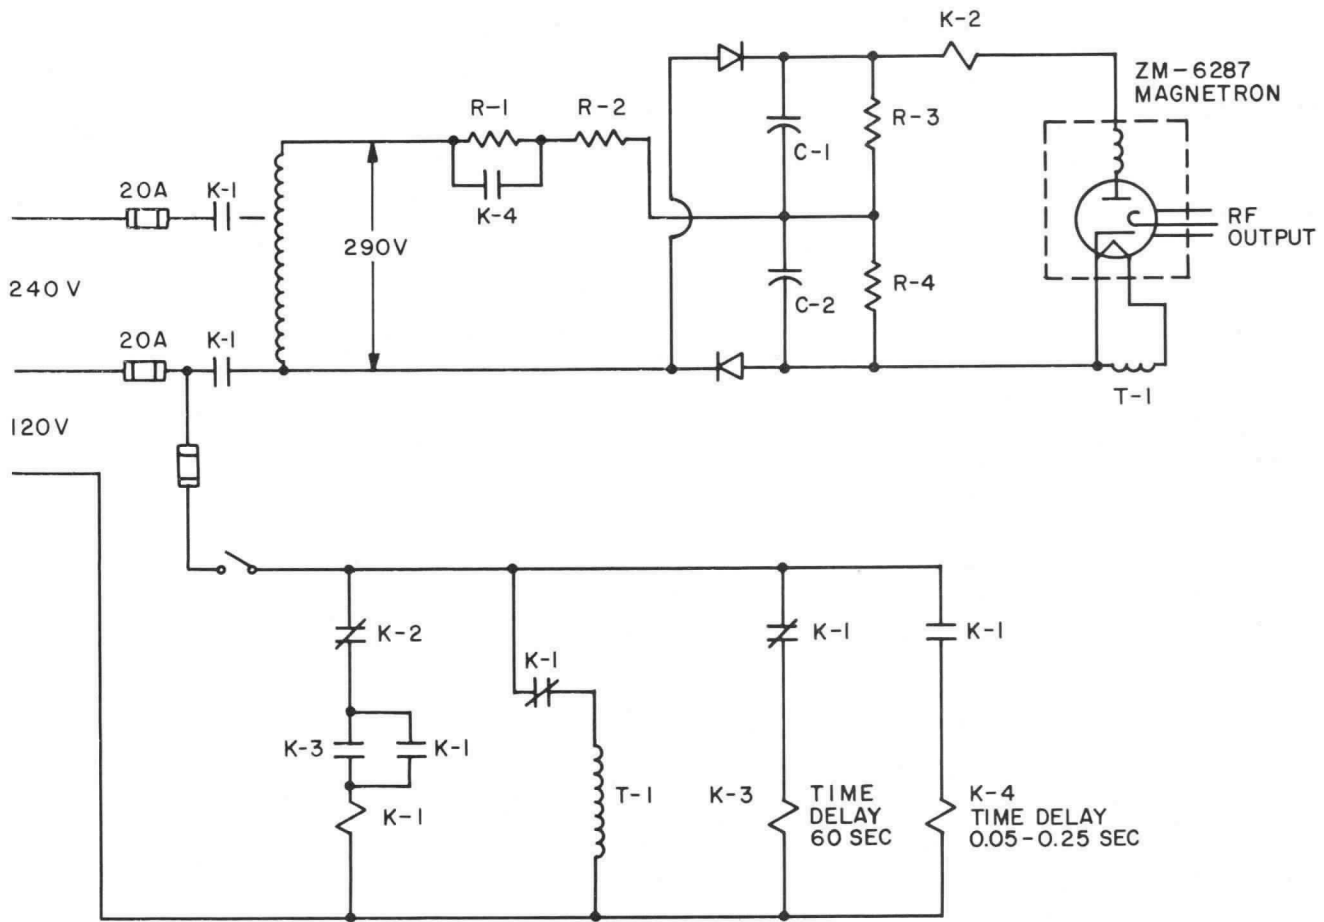 K-2
ZM-6287
MAGNETRON
R-1
R-2
R-3
C-1
20A
K-1
K-4
RF
OUTPUT
290V
240V
C-2
R-4
20A
K-1
T-1
120V
K-2
K-1
K-1
K-1
K-3
K-1
T-1
K-3
TIME
DELAY
60 SEC
K-4
TIME DELAY
0.05-0.25 SEC
K-1